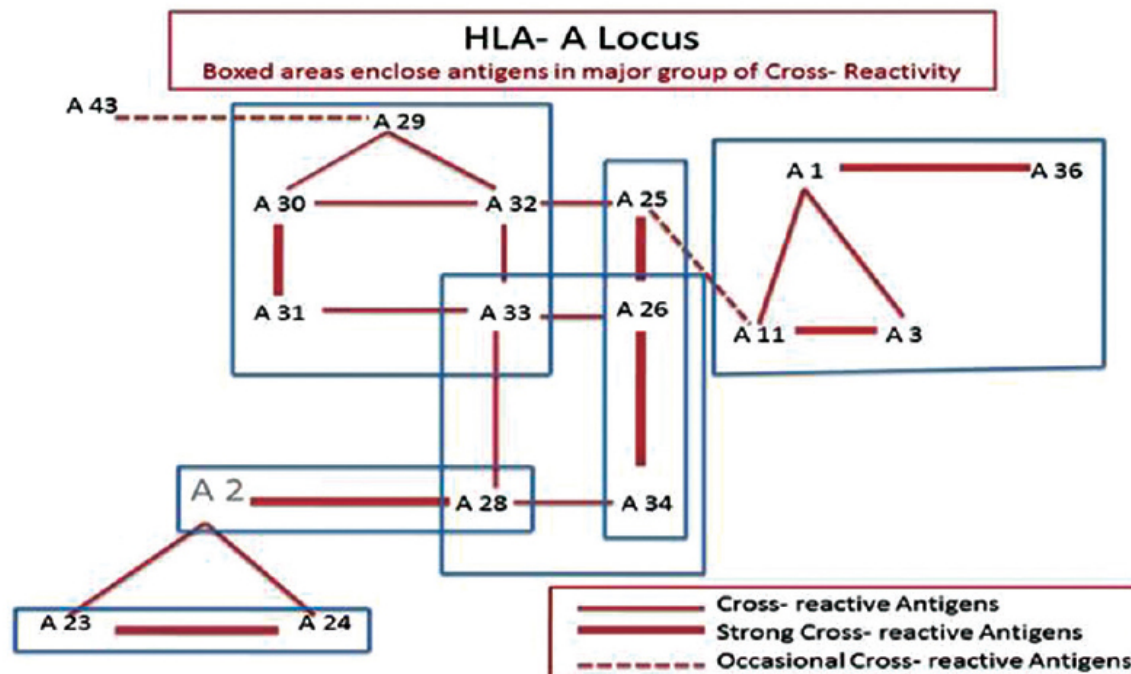 HLA- A Locus
Boxed areas enclose antigens in major group of Cross- Reactivity
A 43
A 29
A 1
A 36
A 30
A 32
A 25
A 31
A 33
A 26
A 11
A 3
A 2
A 28
A 34
A 23
A 24
Cross- reactive Antigens
Strong Cross- reactive Antigens
Occasional Cross- reactive Antigens